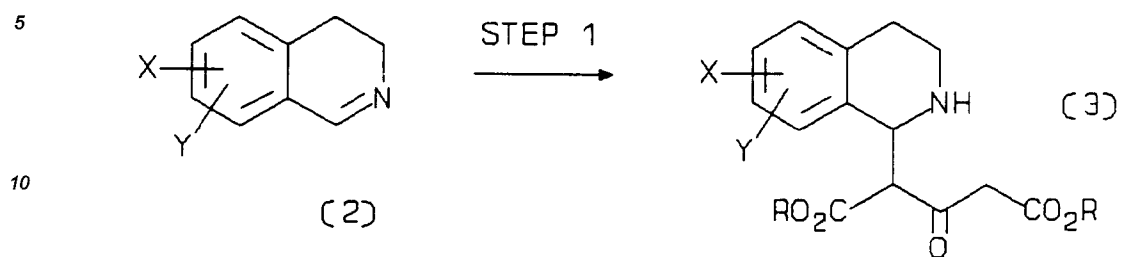 5
STEP 1
X
N
X
NH
(3)
Y
Y
10
(2)
RO₂C
CO₂R
O